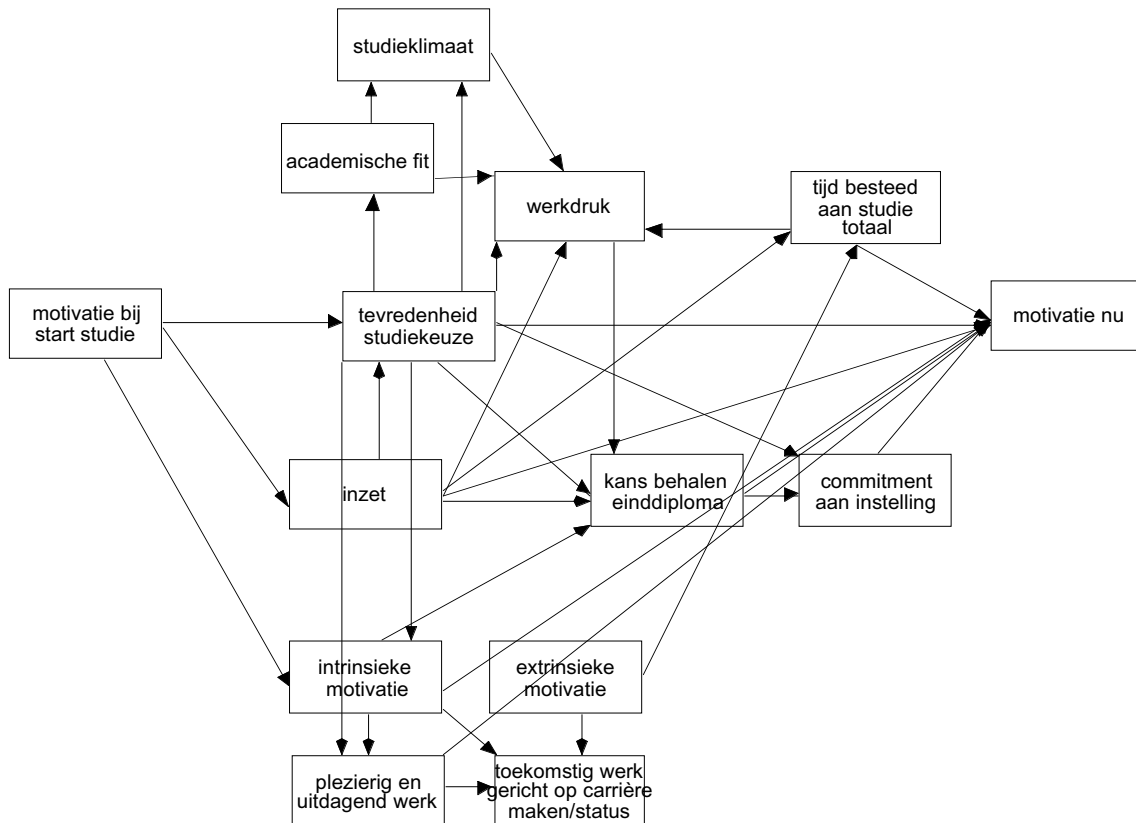 studieklimaat
academische fit
werkdruk
tijd besteed
aan studie
totaal
motivatie bij
start studie
tevredenheid
studiekeuze
motivatie nu
inzet
kans behalen
einddiploma
commitment
aan instelling
intrinsieke
motivatie
extrinsieke
motivatie
plezierig en
uitdagend werk
toekomstig werk
gericht op carrière
maken/status